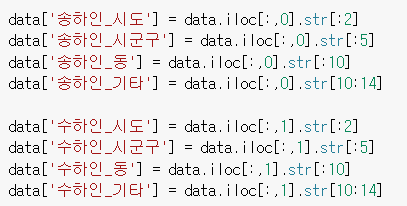 data['송하인_시도'] = data.iloc[:,0].str[:2]
data['송하인_시군구'] = data.iloc[:,0].str[:5]
data['송하인_동'] = data.iloc[:,0].str[:10]
data['송하인_기타'] = data.iloc[:,0].str[10:14]
data['수하인_시도'] = data.iloc[:,1].str[:2]
data['수하인_시군구'] = data.iloc[:,1].str[:5]
data['수하인_동'] = data.iloc[:,1].str[:10]
data['수하인_기타'] = data.iloc[:,1].str[10:14]